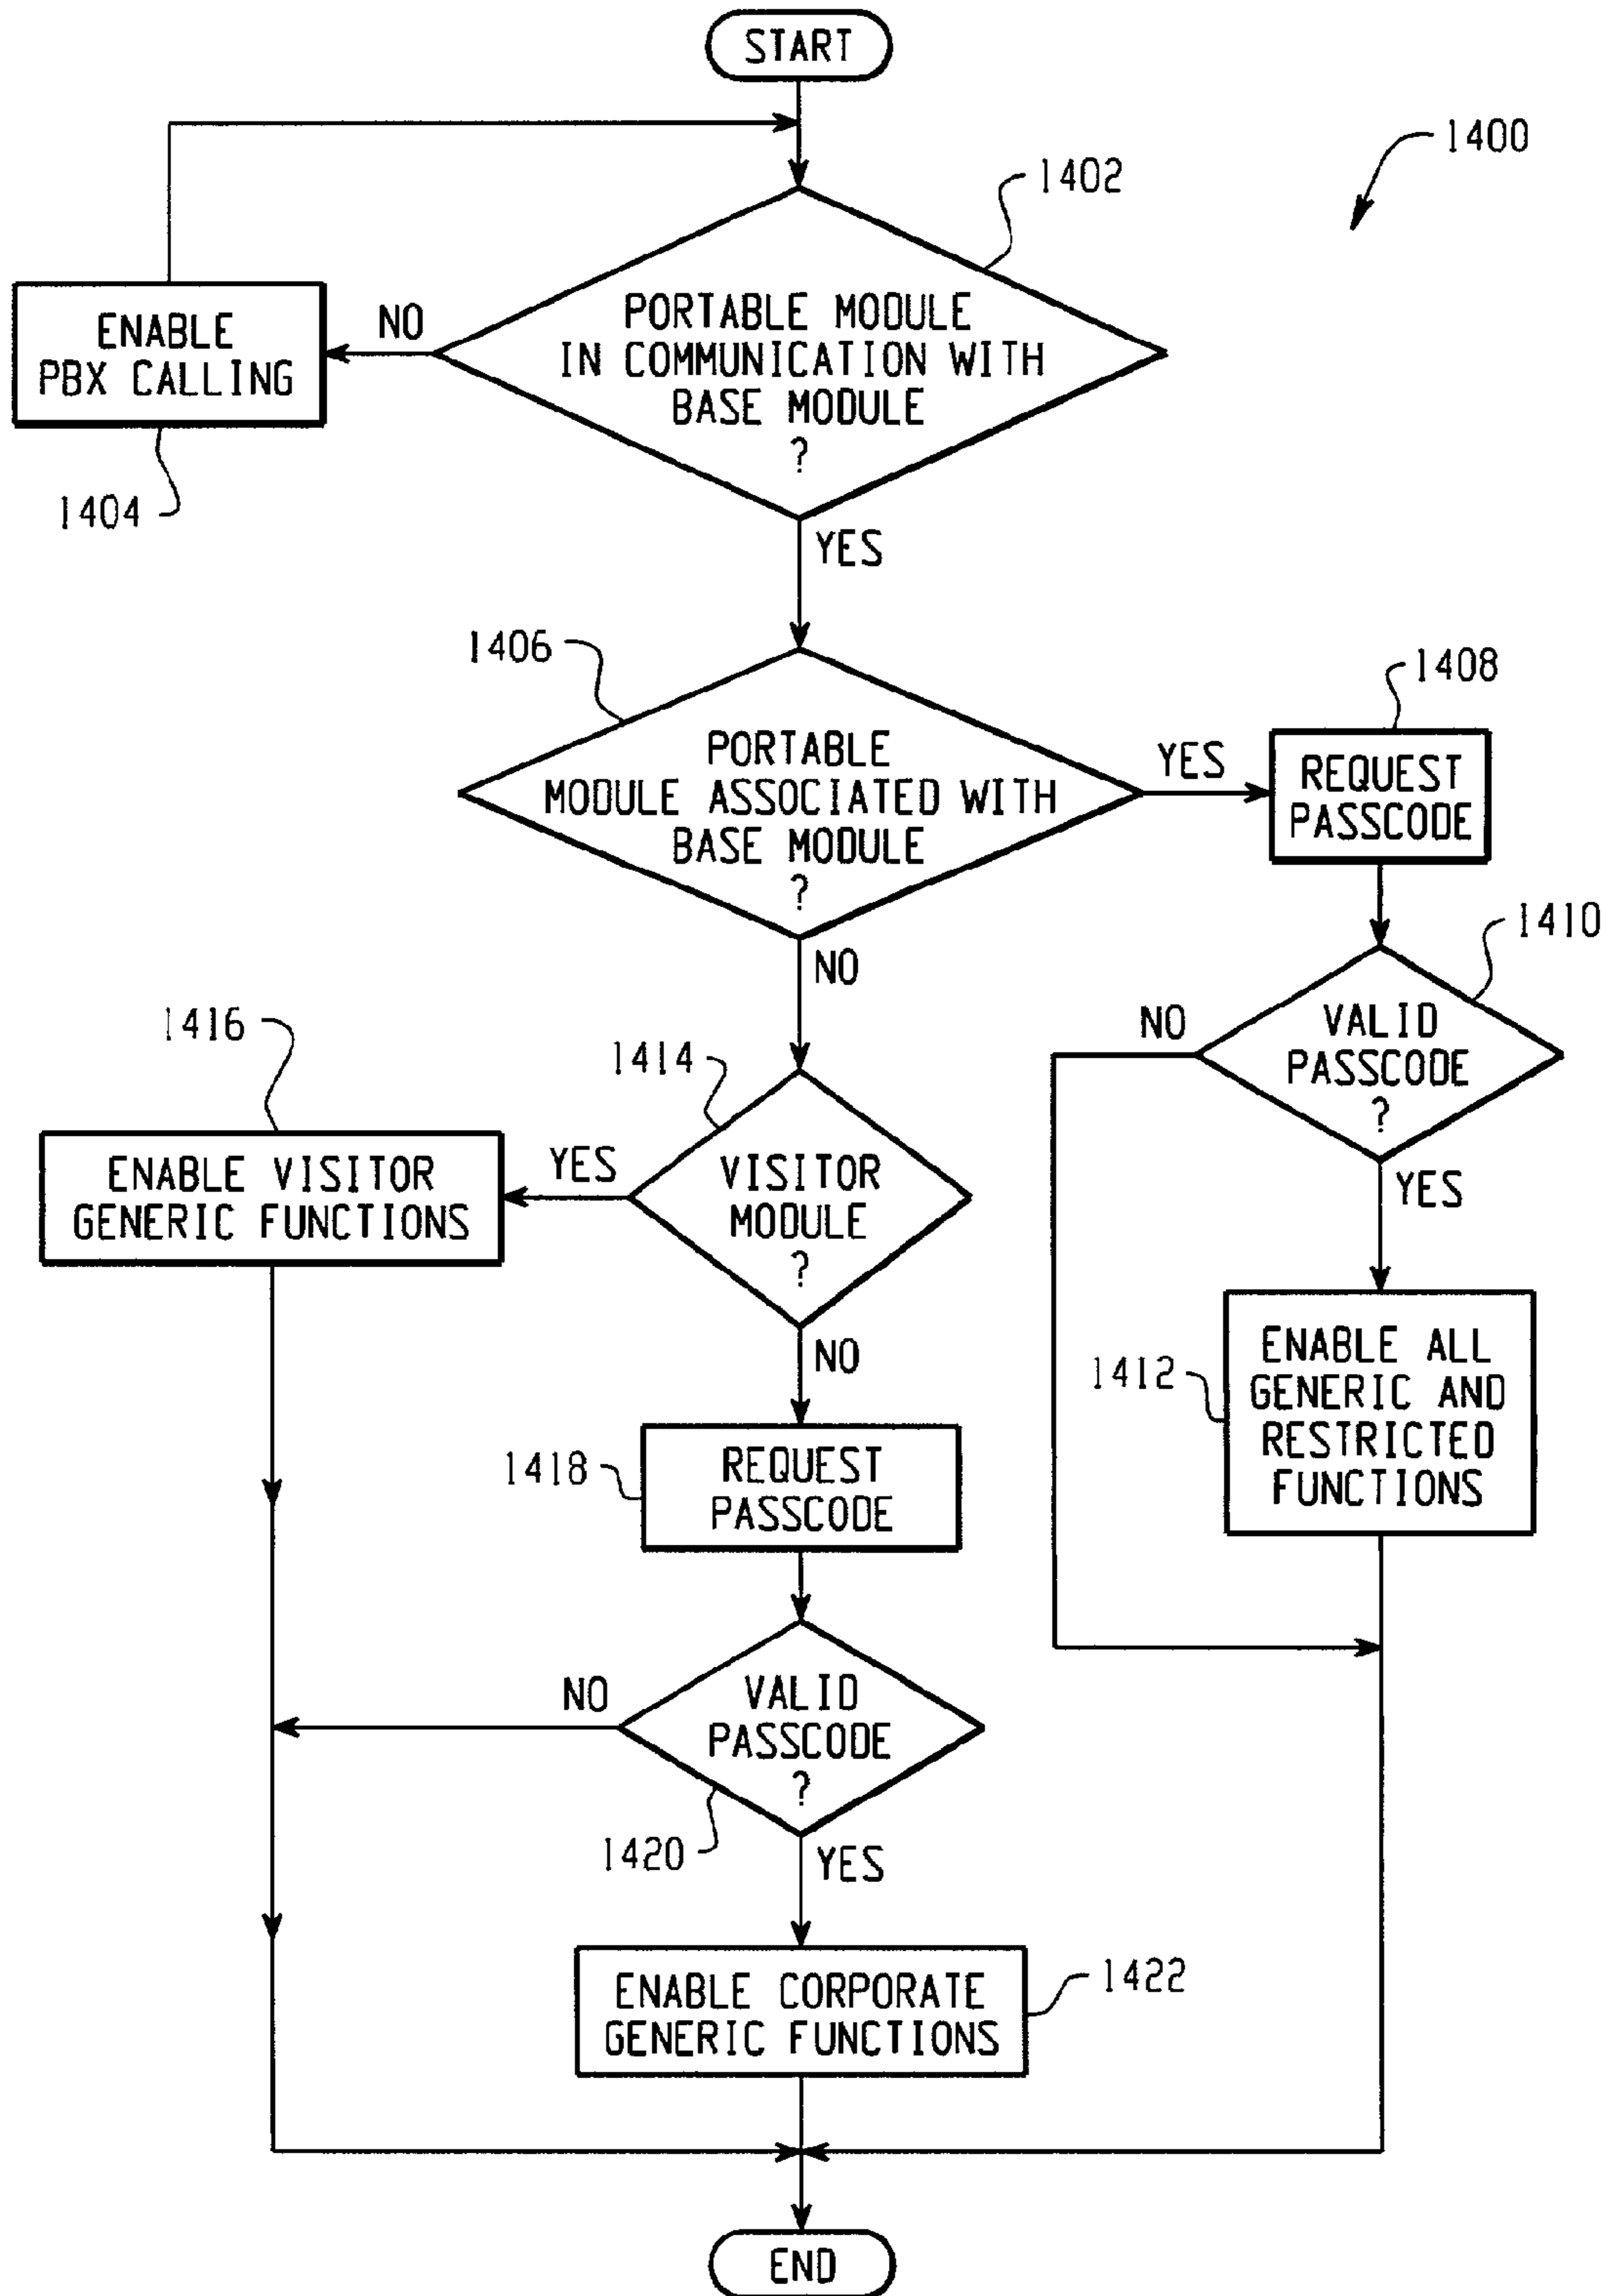 START
1400
1402
PORTABLE MODULE
IN COMMUNICATION WITH
BASE MODULE
?
NO
ENABLE
PBX CALLING
1404
YES
1406
PORTABLE
MODULE ASSOCIATED WITH
BASE MODULE
?
YES
1408
REQUEST
PASSCODE
NO
1410
VALID
PASSCODE
?
NO
YES
1412
ENABLE ALL
GENERIC AND
RESTRICTED
FUNCTIONS
1414
VISITOR
MODULE
?
YES
1416
ENABLE VISITOR
GENERIC FUNCTIONS
NO
1418
REQUEST
PASSCODE
VALID
PASSCODE
?
NO
1420
YES
ENABLE CORPORATE
GENERIC FUNCTIONS
1422
END